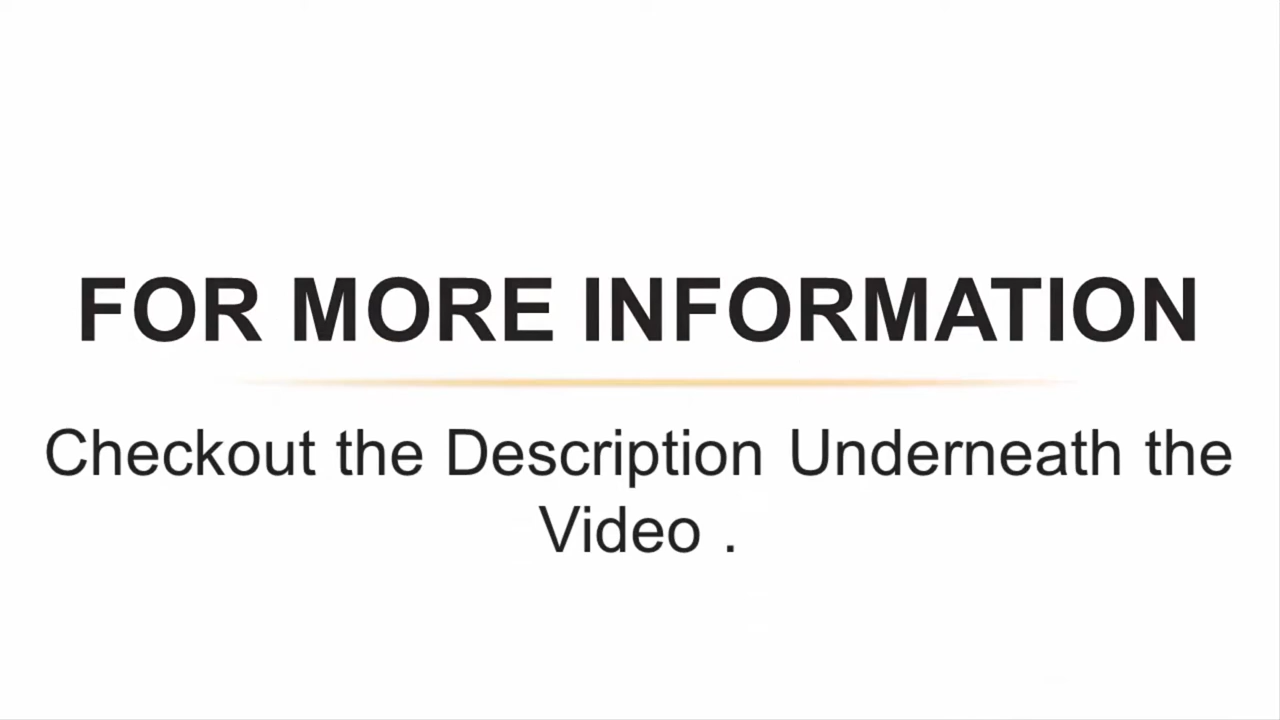 FOR MORE INFORMATION
Checkout the Description Underneath the
Video .